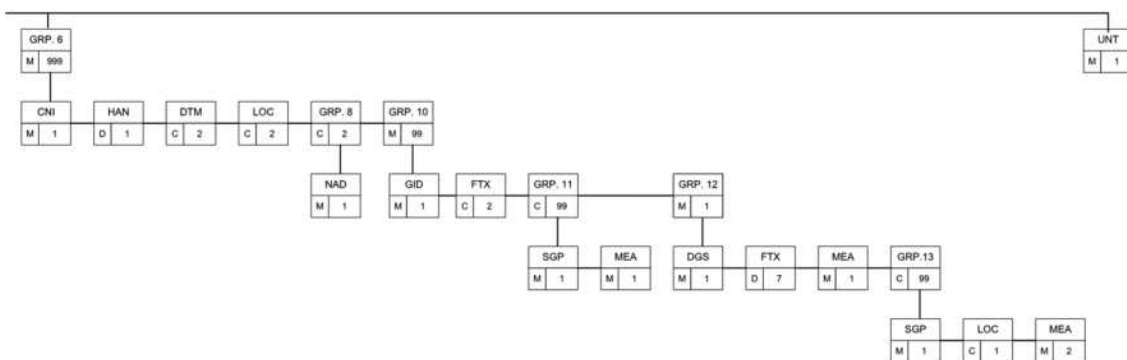 GRP. 6 UNT
M 999 M 1
CNI HAN DTM LOC GRP. 8 GRP. 10
M 1 D 1 C 2 C 2 C 2 M 99
NAD GID FTX GRP. 11 GRP. 12
M 1 M 1 C 2 C 99 M 1
SGP MEA DGS FTX MEA GRP.13
M 1 M 1 M 1 D 7 M 1 C 99
SGP LOC MEA
M 1 C 1 M 2